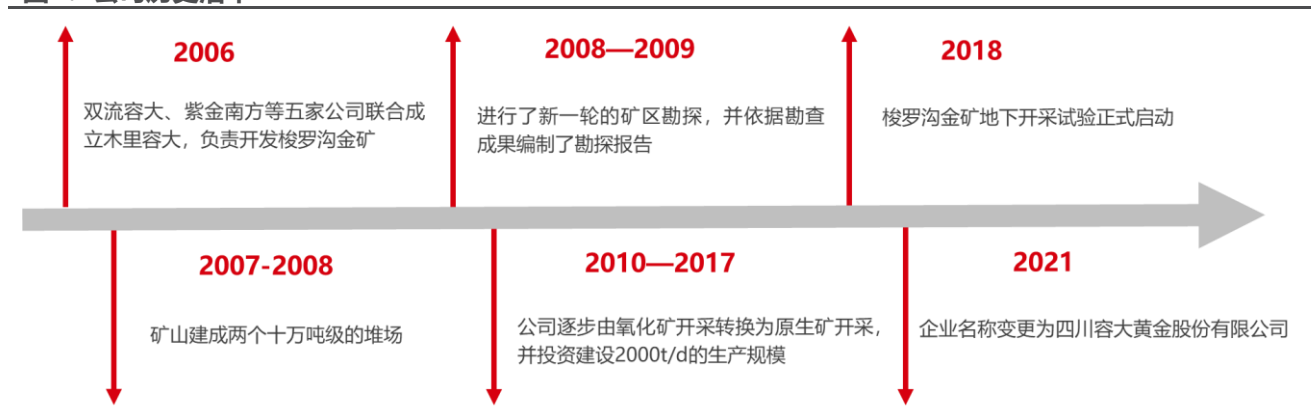 2006
双流容大、紫金南方等五家公司联合成
立木里容大，负责开发梭罗沟金矿
2008—2009
进行了新一轮的矿区勘探，并依据勘查
成果编制了勘探报告
2018
梭罗沟金矿地下开采试验正式启动
2007-2008
矿山建成两个十万吨级的堆场
2010—2017
公司逐步由氧化矿开采转换为原生矿开采，
并投资建设2000t/d的生产规模
2021
企业名称变更为四川容大黄金股份有限公司